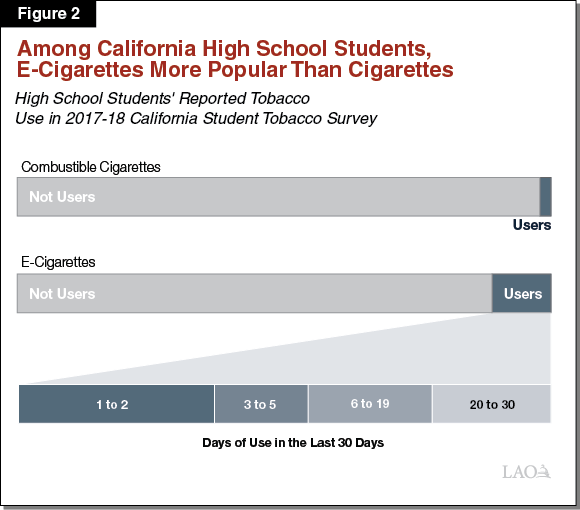 Figure 2
Among California High School Students,
E-Cigarettes More Popular Than Cigarettes
High School Students' Reported Tobacco
Use in 2017-18 California Student Tobacco Survey
Combustible Cigarettes
Not Users
Users
E-Cigarettes
Not Users Users
1 to 2 3 to 5 6 to 19 20 to 30
Days of Use in the Last 30 Days
LAO